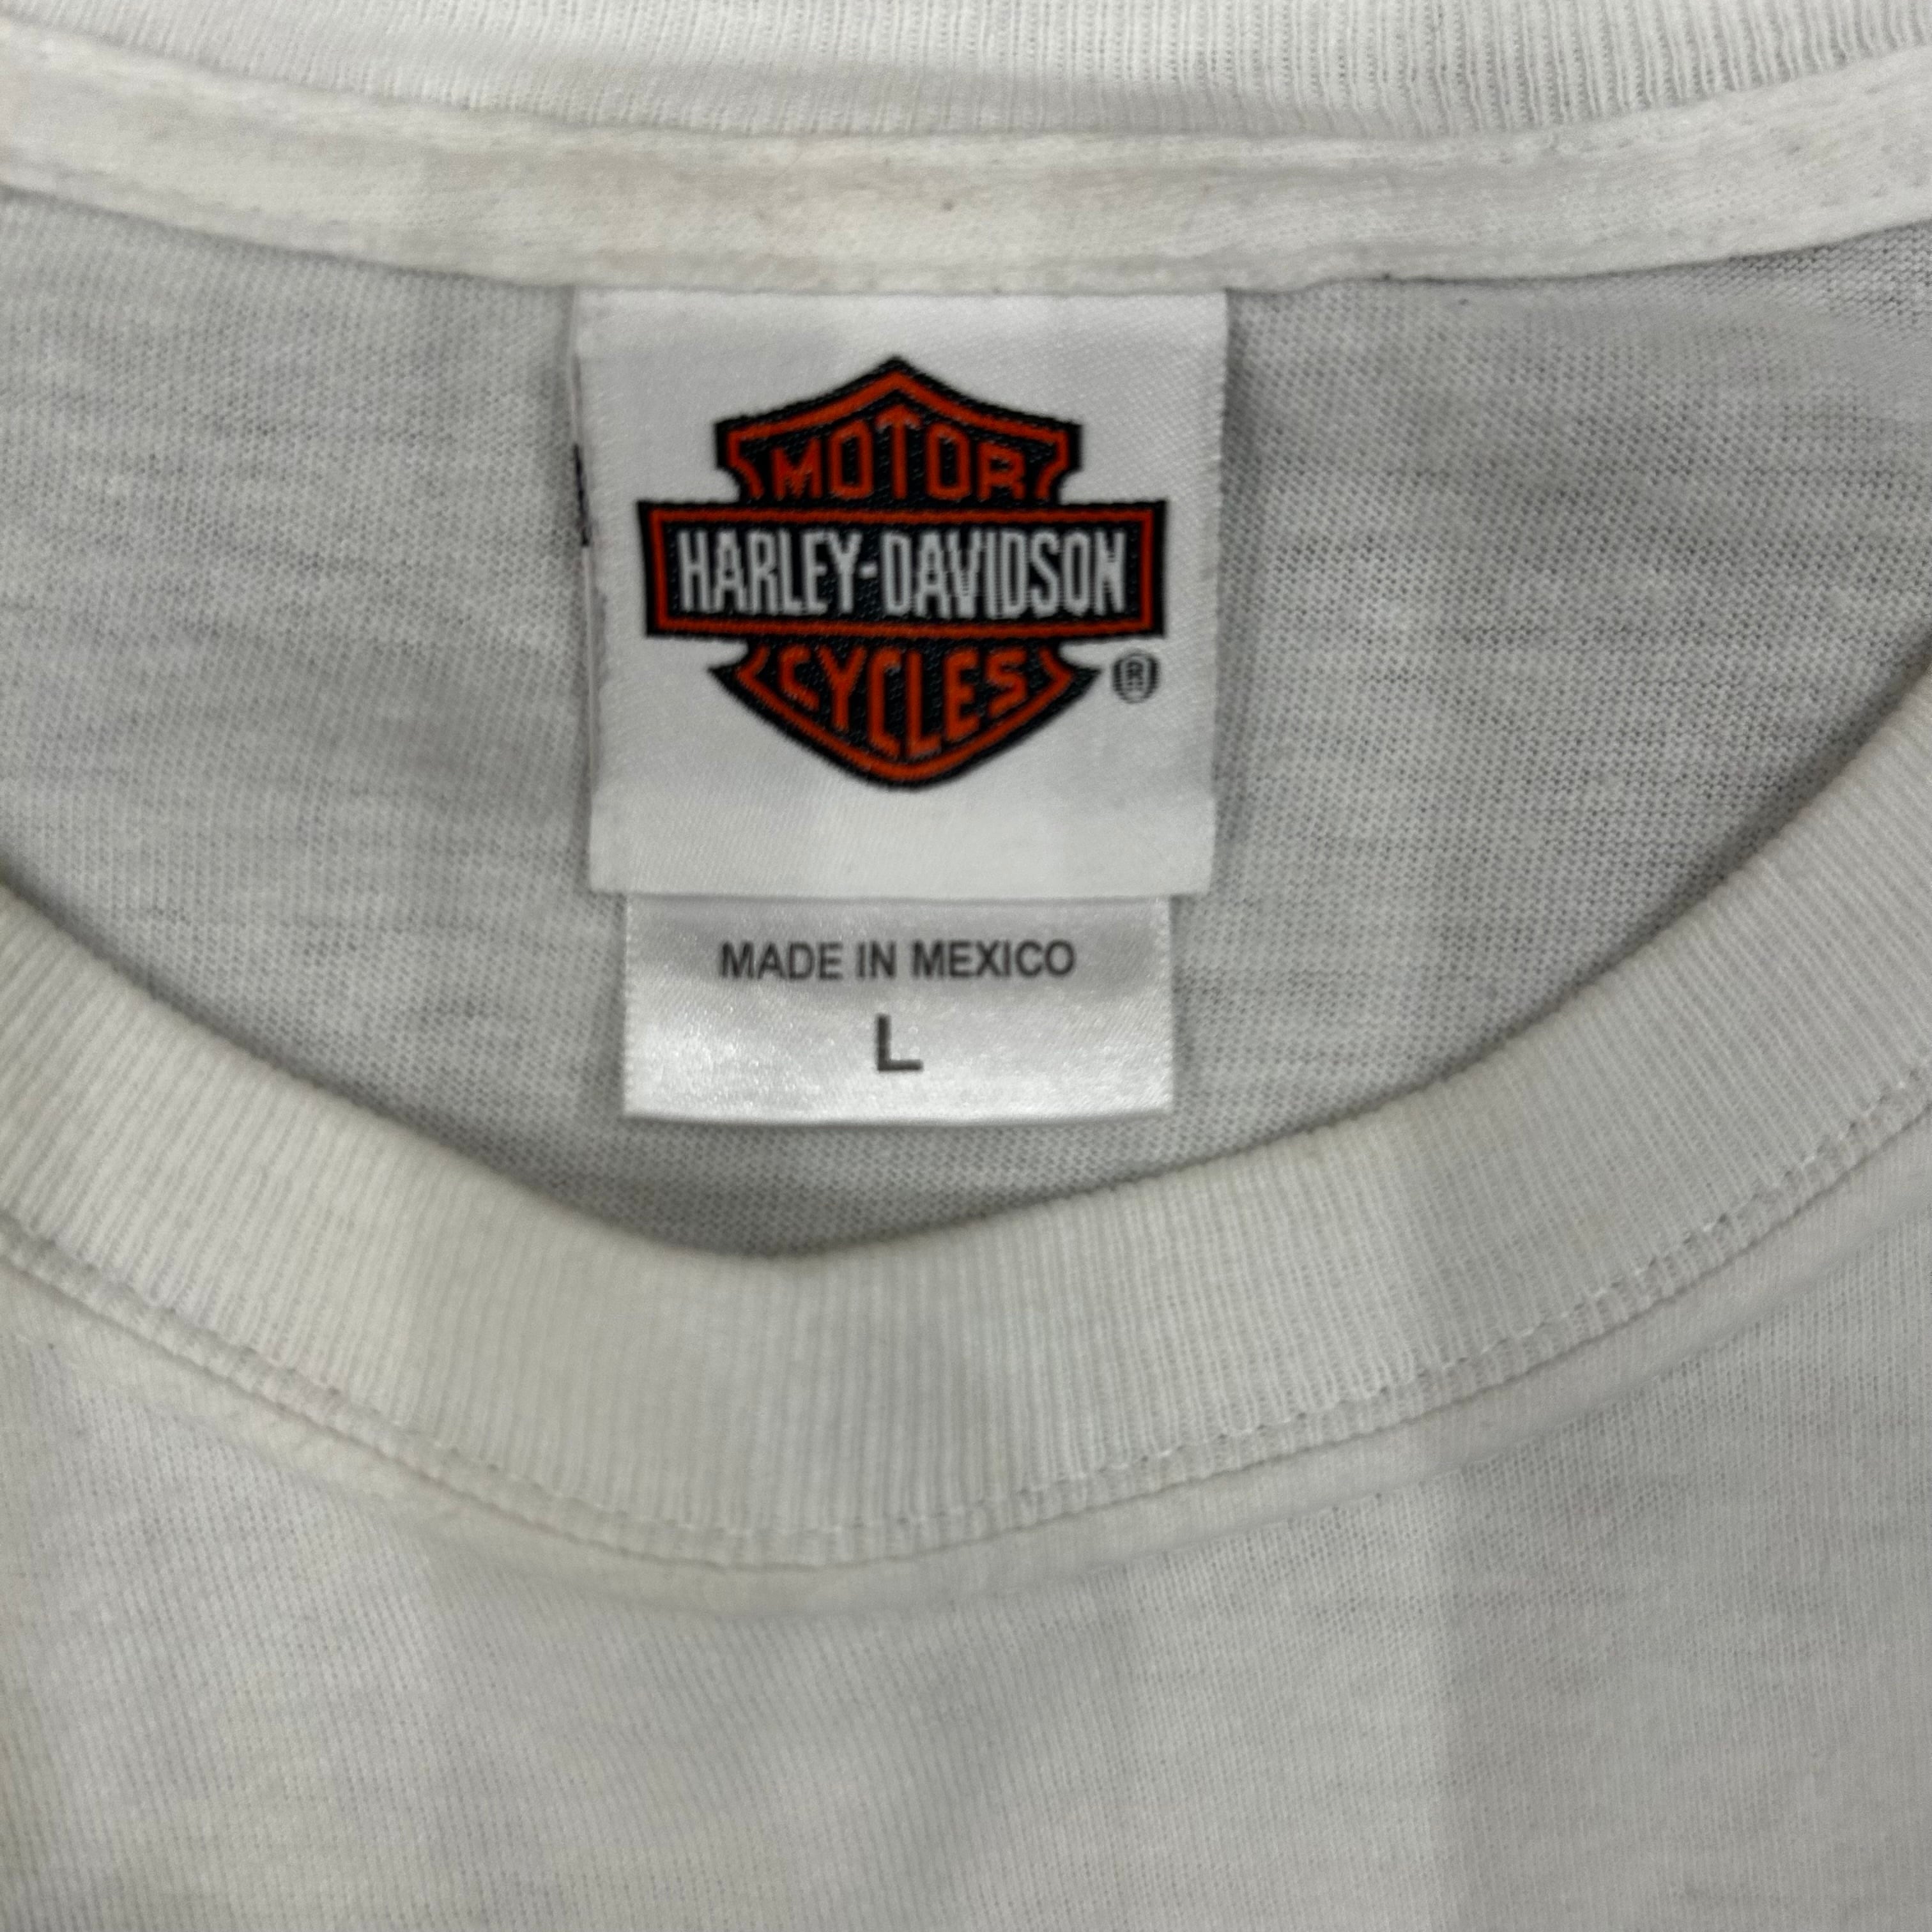 MOTOR
HARLEY-DAVIDSON
CYCLES
®
MADE IN MEXICO
L